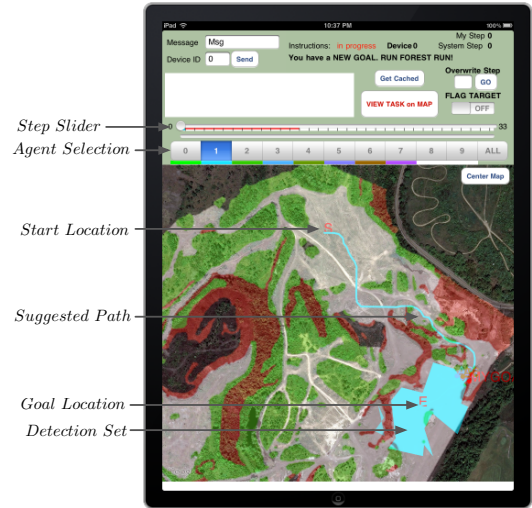 iPad 10:37 PM 100%
Message Msg
Device ID 0 Send
Instructions: in progress Device 0
My Step 0
System Step 0
You have a NEW GOAL. RUN FOREST RUN!
Get Cached
Overwrite Step
GO
VIEW TASK on MAP
FLAG TARGET
OFF
Step Slider
0 33
Agent Selection
0 1 2 3 4 5 6 7 8 9 ALL
Center Map
Start Location
S
Suggested Path
Goal Location
F
Detection Set